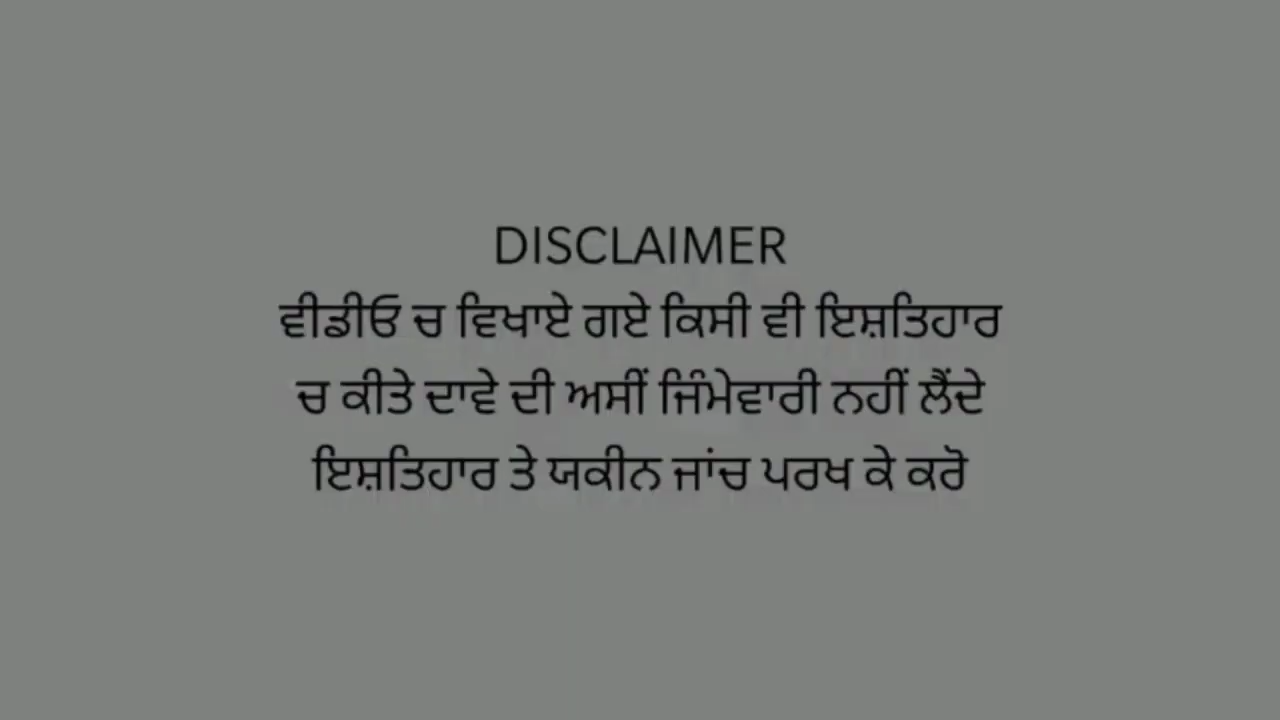 DISCLAIMER
ਵੀਡੀਓ ਚ ਵਿਖਾਏ ਗਏ ਕਿਸੀ ਵੀ ਇਸ਼ਤਿਹਾਰ
ਚ ਕੀਤੇ ਦਾਵੇ ਦੀ ਅਸੀਂ ਜਿੰਮੇਵਾਰੀ ਨਹੀਂ ਲੈਂਦੇ
ਇਸ਼ਤਿਹਾਰ ਤੇ ਯਕੀਨ ਜਾਂਚ ਪਰਖ ਕੇ ਕਰੋ